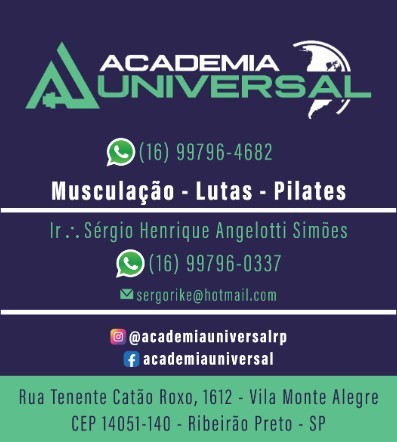 ACADEMIA
UNIVERSAL
(16) 99796-4682
Musculação - Lutas - Pilates
Ir∴ Sérgio Henrique Angelotti Simões
(16) 99796-0337
sergorike@hotmail.com
@academiauniversalrp
academiauniversal
Rua Tenente Catão Roxo, 1612 - Vila Monte Alegre
CEP 14051-140 - Ribeirão Preto - SP